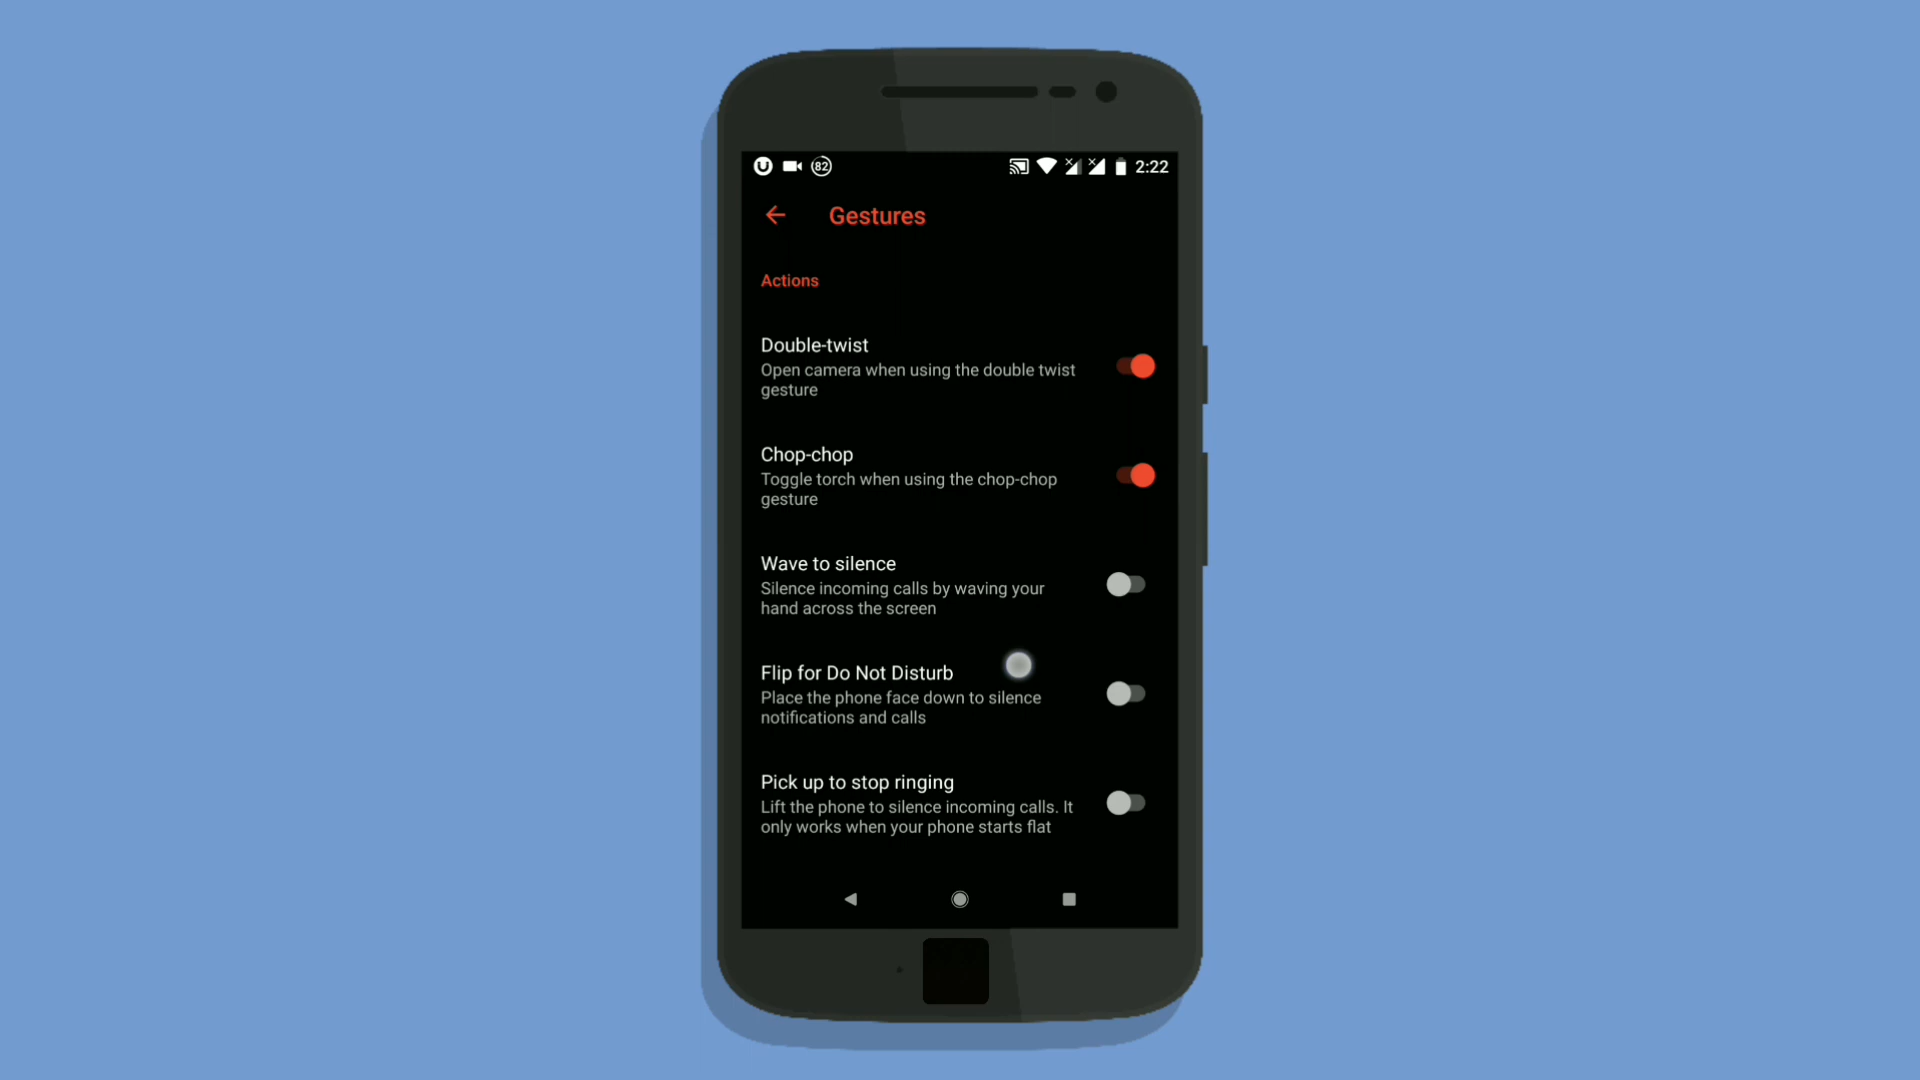 82 2:22
Gestures
Actions
Double-twist
Open camera when using the double twist
gesture
Chop-chop
Toggle torch when using the chop-chop
gesture
Wave to silence
Silence incoming calls by waving your
hand across the screen
Flip for Do Not Disturb
Place the phone face down to silence
notifications and calls
Pick up to stop ringing
Lift the phone to silence incoming calls. It
only works when your phone starts flat